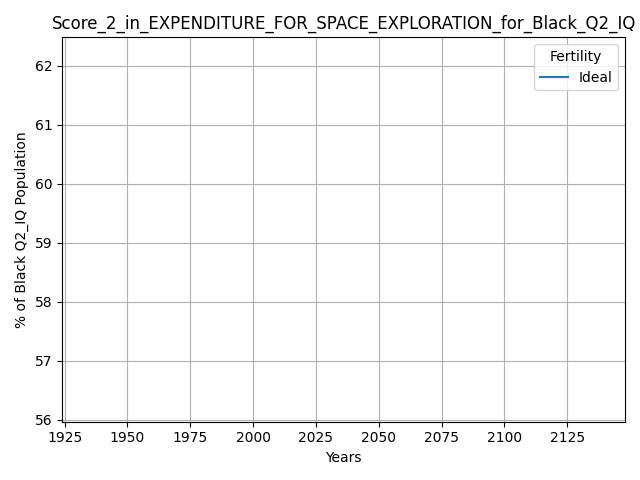 Score_2_in_EXPENDITURE_FOR_SPACE_EXPLORATION_for_Black_Q2_IQ
Fertility
Ideal
62
61
60
59
58
57
56
% of Black Q2_IQ Population
1925 1950 1975 2000 2025 2050 2075 2100 2125
Years